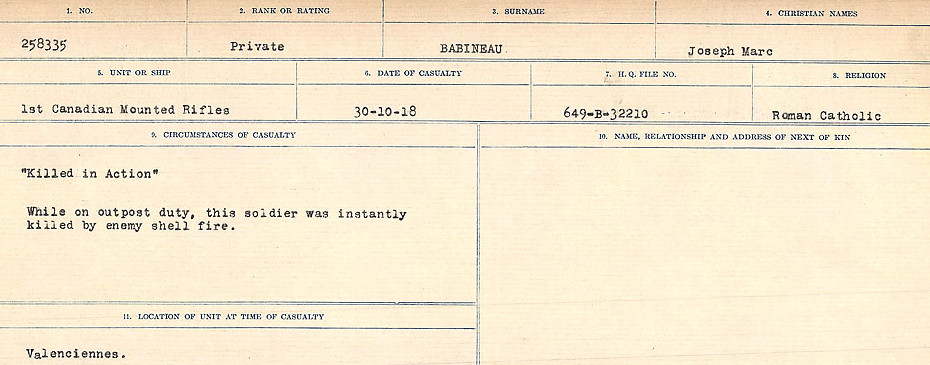 1. NO. 2. RANK OR RATING 3. SURNAME 4. CHRISTIAN NAMES
258335 Private BABINEAU Joseph Marc
5. UNIT OR SHIP 6. DATE OF CASUALTY 7. H.Q. FILE NO. 8. RELIGION
1st Canadian Mounted Rifles 30-10-18 649-B-32210 Roman Catholic
9. CIRCUMSTANCES OF CASUALTY 10. NAME, RELATIONSHIP AND ADDRESS OF NEXT OF KIN
"Killed in Action"
While on outpost duty, this soldier was instantly
killed by enemy shell fire.
11. LOCATION OF UNIT AT TIME OF CASUALTY
Valenciennes.